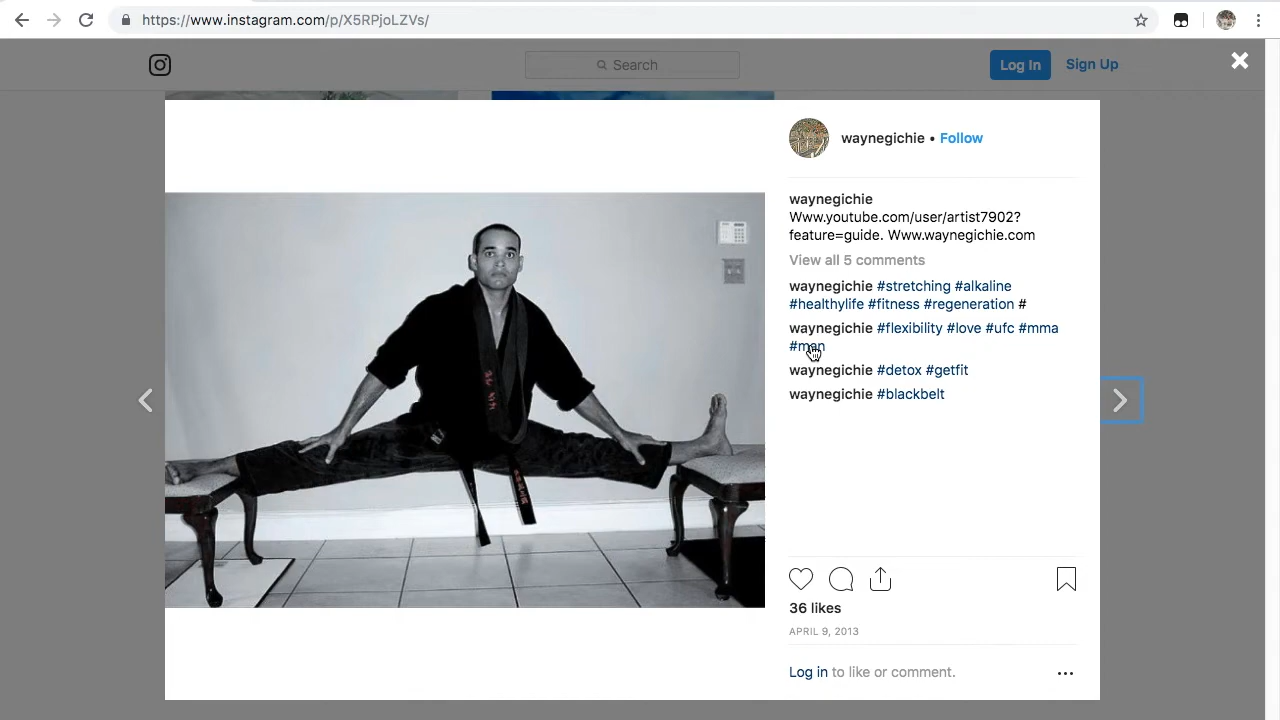 https://www.instagram.com/p/X5RPjoLZVs/
Search
Log In
Sign Up
waynegichie • Follow
waynegichie
Www.youtube.com/user/artist7902?
feature=guide. Www.waynegichie.com
View all 5 comments
waynegichie #stretching #alkaline
#healthylife #fitness #regeneration #
waynegichie #flexibility #love #ufc #mma
waynegichie #detox #getfit
waynegichie #blackbelt
36 likes
APRIL 9, 2013
Log in to like or comment.